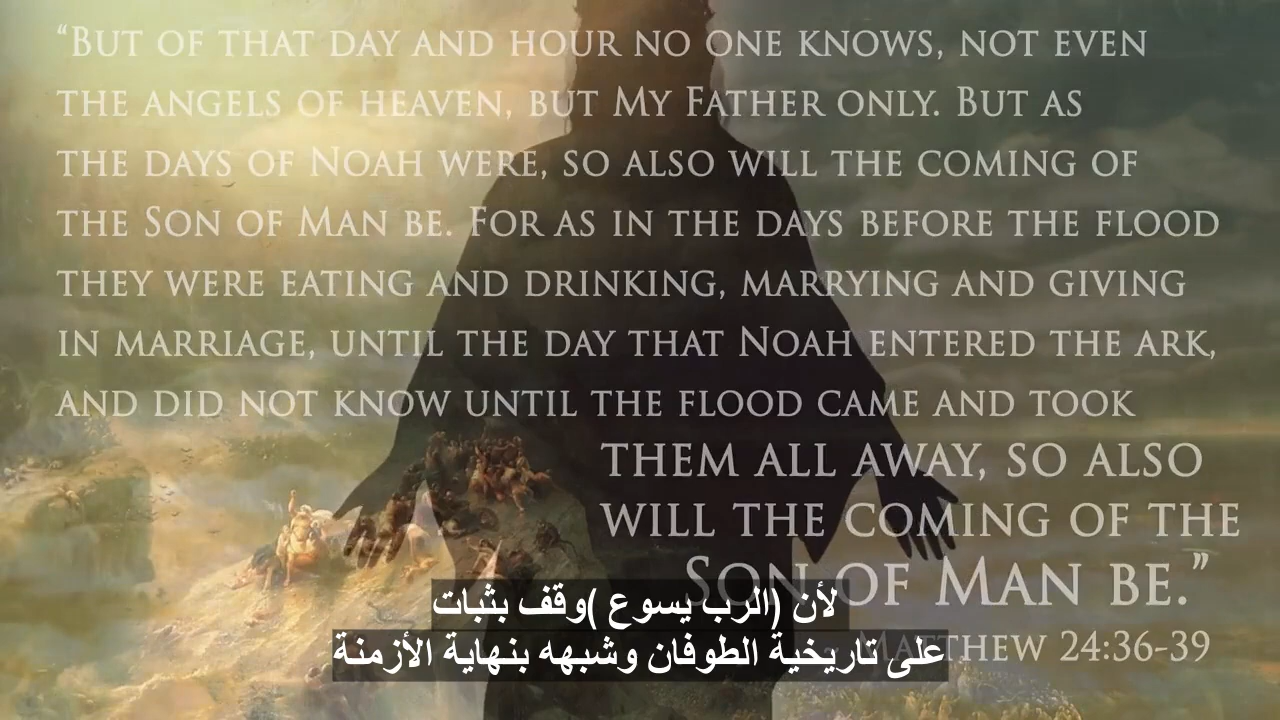 “But of that day and hour no one knows, not even
the angels of heaven, but My Father only. But as
the days of Noah were, so also will the coming of
the Son of Man be. For as in the days before the flood
they were eating and drinking, marrying and giving
in marriage, until the day that Noah entered the ark,
and did not know until the flood came and took
them all away, so also
will the coming of the
Son of Man be.”
Matthew 24:36-39
لأن (الرب يسوع )وقف بثبات
على تاريخية الطوفان وشبهه بنهاية الأزمنة